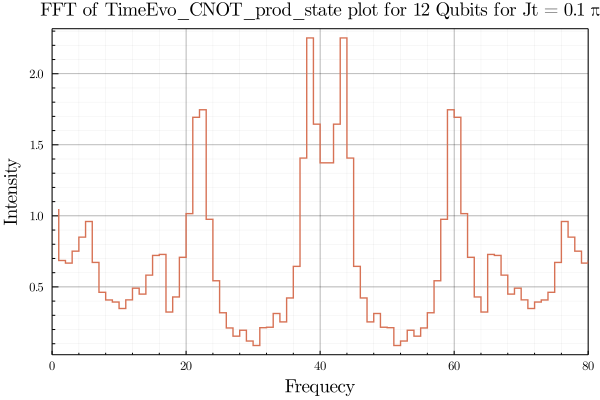 FFT of TimeEvo_CNOT_prod_state plot for 12 Qubits for Jt = 0.1 π
2.0
1.5
1.0
0.5
Intensity
0 20 40 60 80
Frequecy